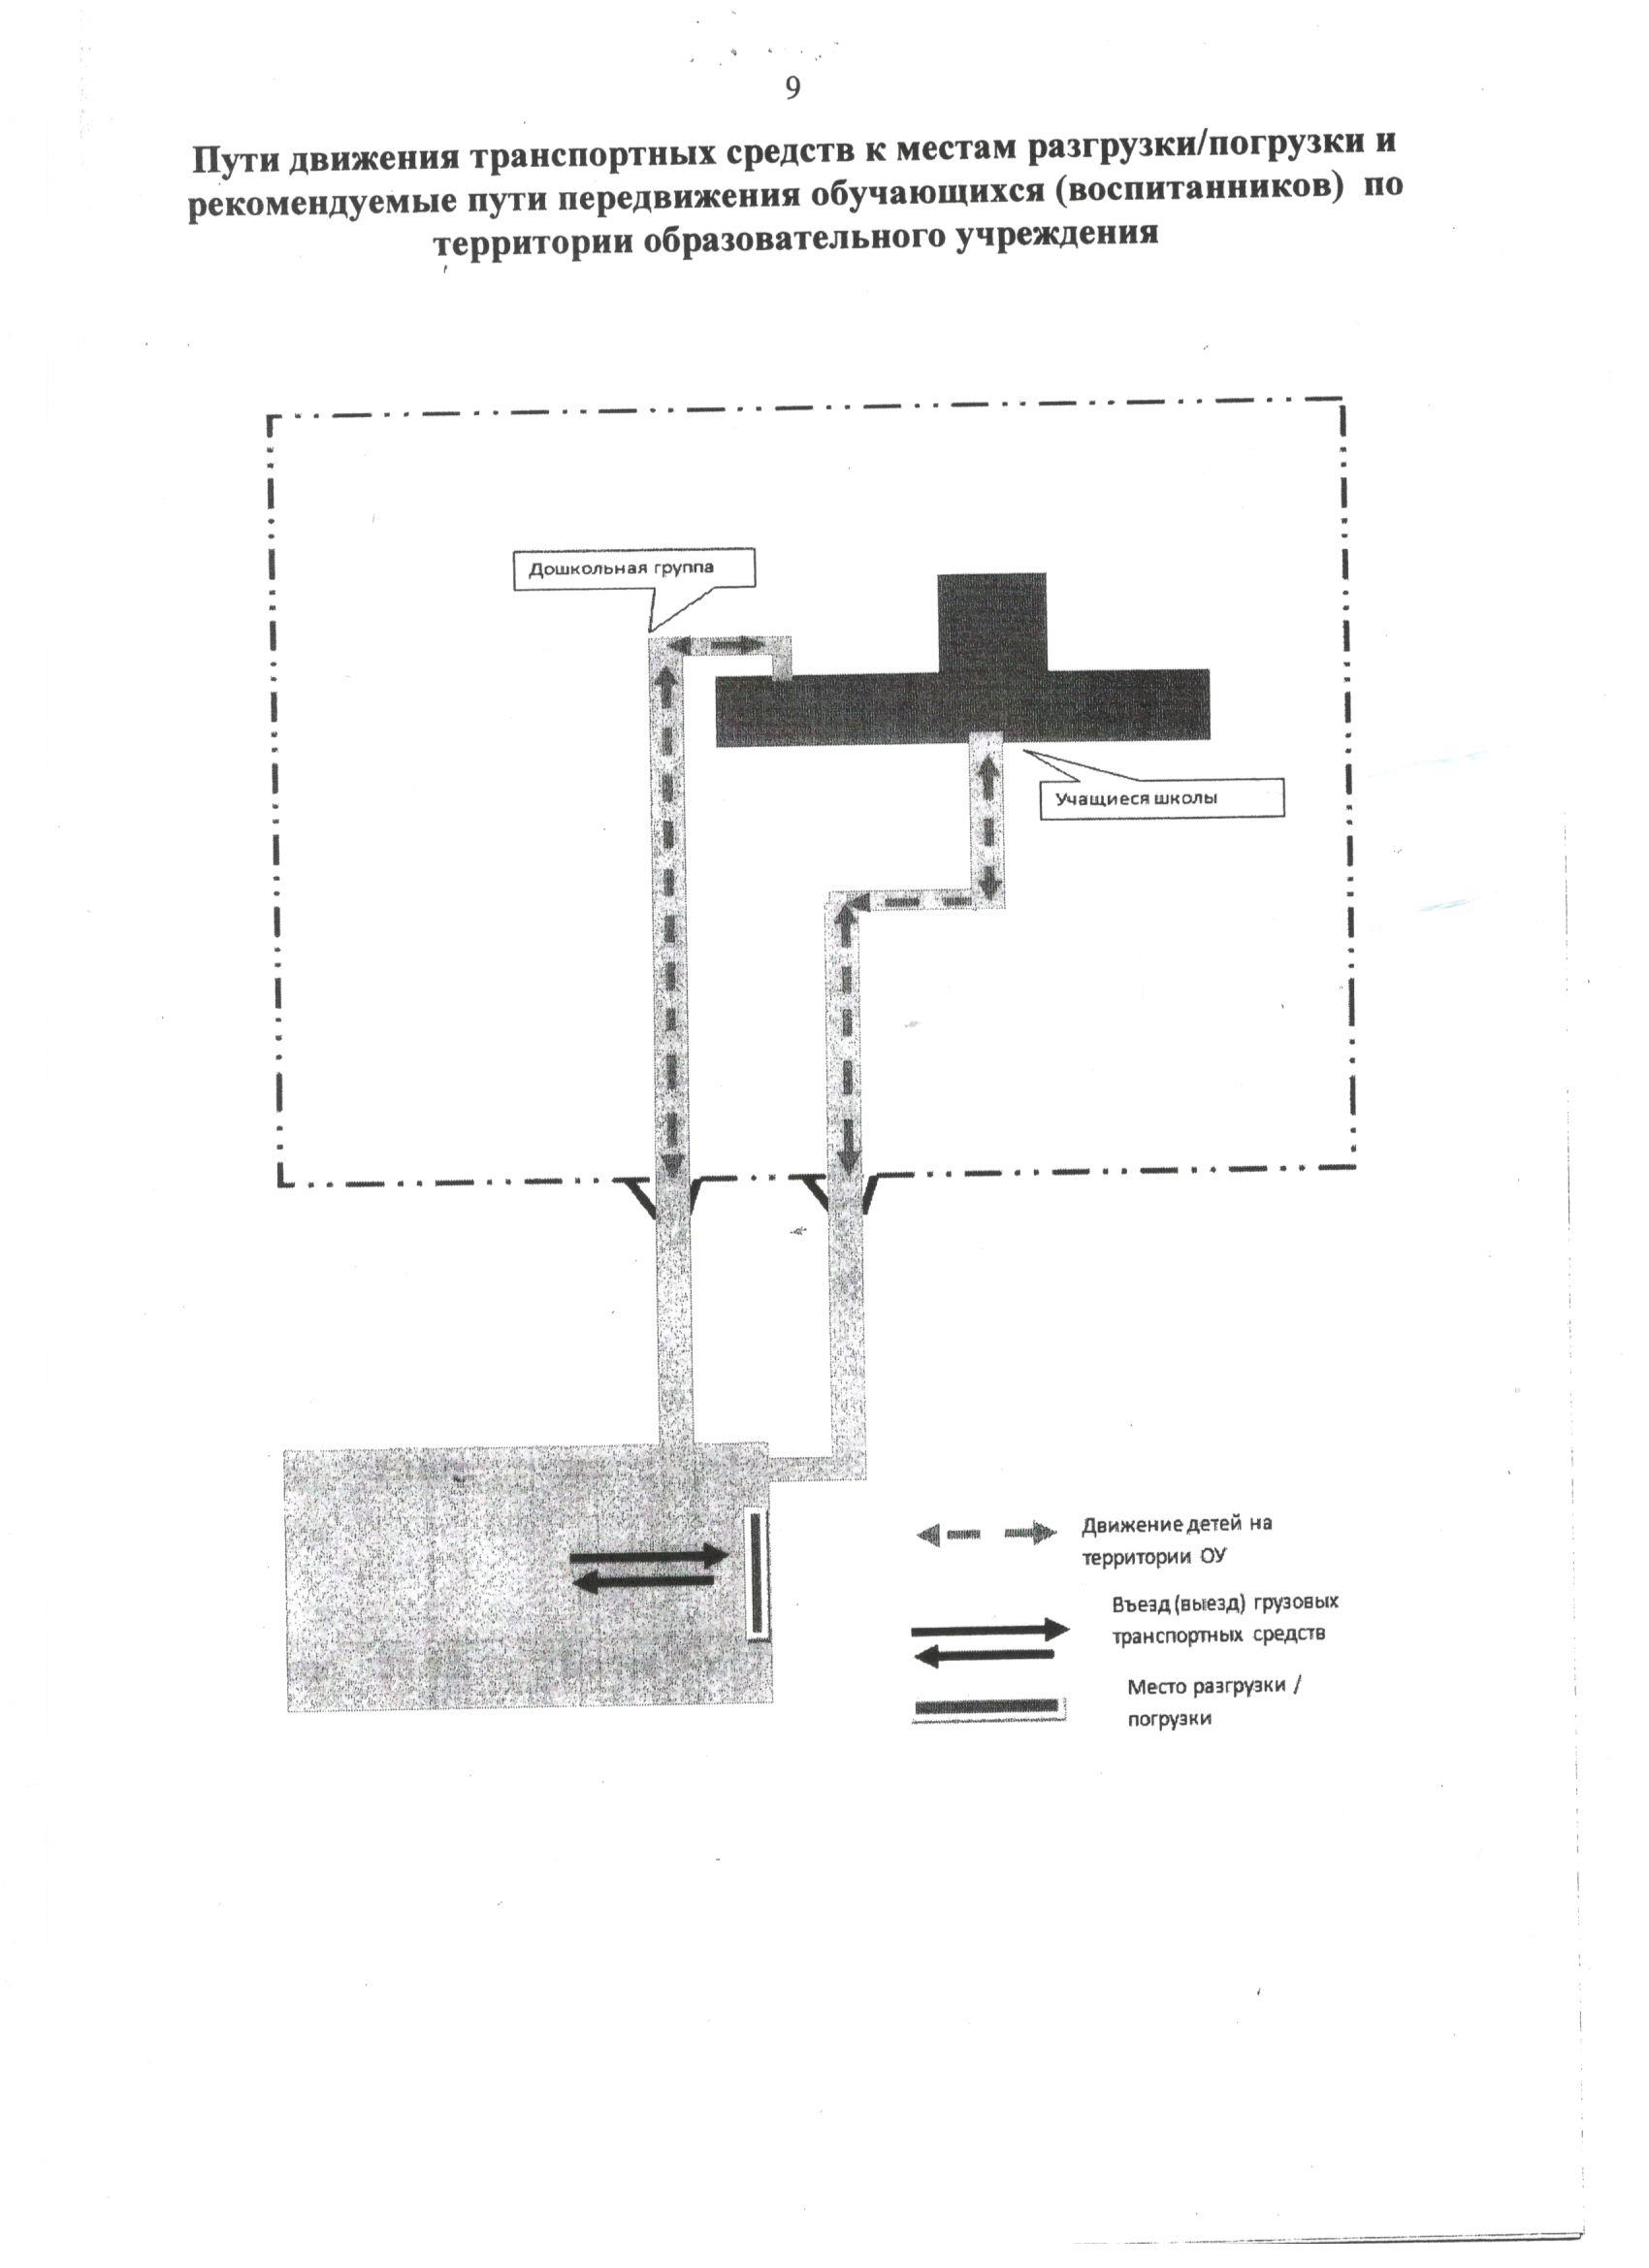 9
Пути движения транспортных средств к местам разгрузки/погрузки и
рекомендуемые пути передвижения обучающихся (воспитанников) по
территории образовательного учреждения
Дошкольная группа
Учащиеся школы
Движение детей на
территории ОУ
Въезд (выезд) грузовых
транспортных средств
Место разгрузки /
погрузки